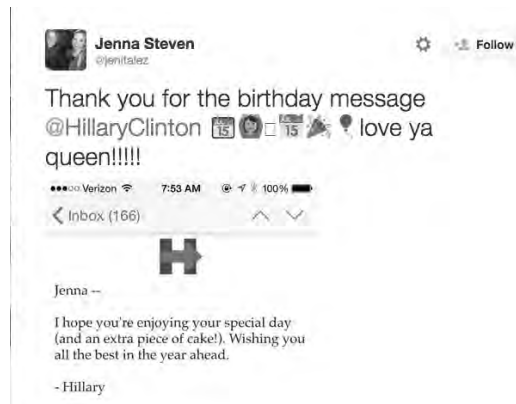 Jenna Steven
@jenitalez
Follow
Thank you for the birthday message
@HillaryClinton love ya
queen!!!!!
Verizon 7:53 AM 100%
Inbox (166)
H
Jenna --
I hope you're enjoying your special day
(and an extra piece of cake!). Wishing you
all the best in the year ahead.
- Hillary